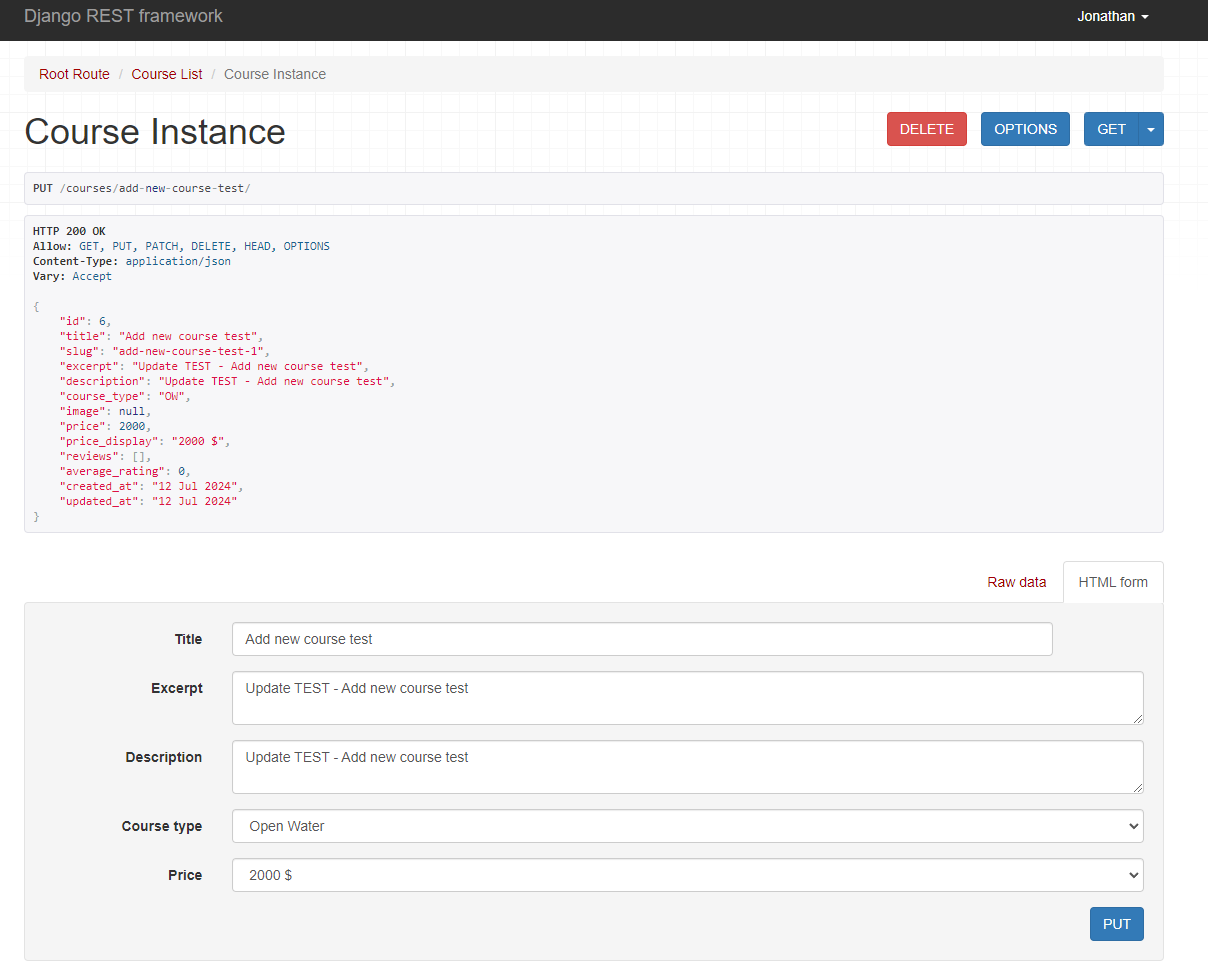 Django REST framework
Jonathan
Root Route / Course List / Course Instance
Course Instance
DELETE
OPTIONS
GET
PUT /courses/add-new-course-test/
HTTP 200 OK
Allow: GET, PUT, PATCH, DELETE, HEAD, OPTIONS
Content-Type: application/json
Vary: Accept
{
    "id": 6,
    "title": "Add new course test",
    "slug": "add-new-course-test-1",
    "excerpt": "Update TEST - Add new course test",
    "description": "Update TEST - Add new course test",
    "course_type": "OW",
    "image": null,
    "price": 2000,
    "price_display": "2000 $",
    "reviews": [],
    "average_rating": 0,
    "created_at": "12 Jul 2024",
    "updated_at": "12 Jul 2024"
}
Raw data
HTML form
Title
Add new course test
Excerpt
Update TEST - Add new course test
Description
Update TEST - Add new course test
Course type
Open Water
Price
2000 $
PUT